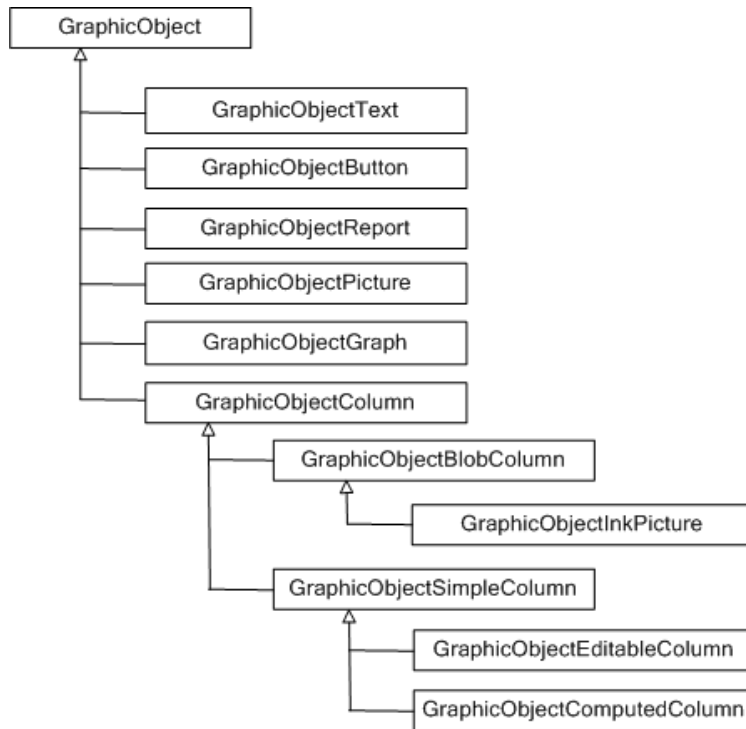 GraphicObject
GraphicObjectText
GraphicObjectButton
GraphicObjectReport
GraphicObjectPicture
GraphicObjectGraph
GraphicObjectColumn
GraphicObjectBlobColumn
GraphicObjectInkPicture
GraphicObjectSimpleColumn
GraphicObjectEditableColumn
GraphicObjectComputedColumn